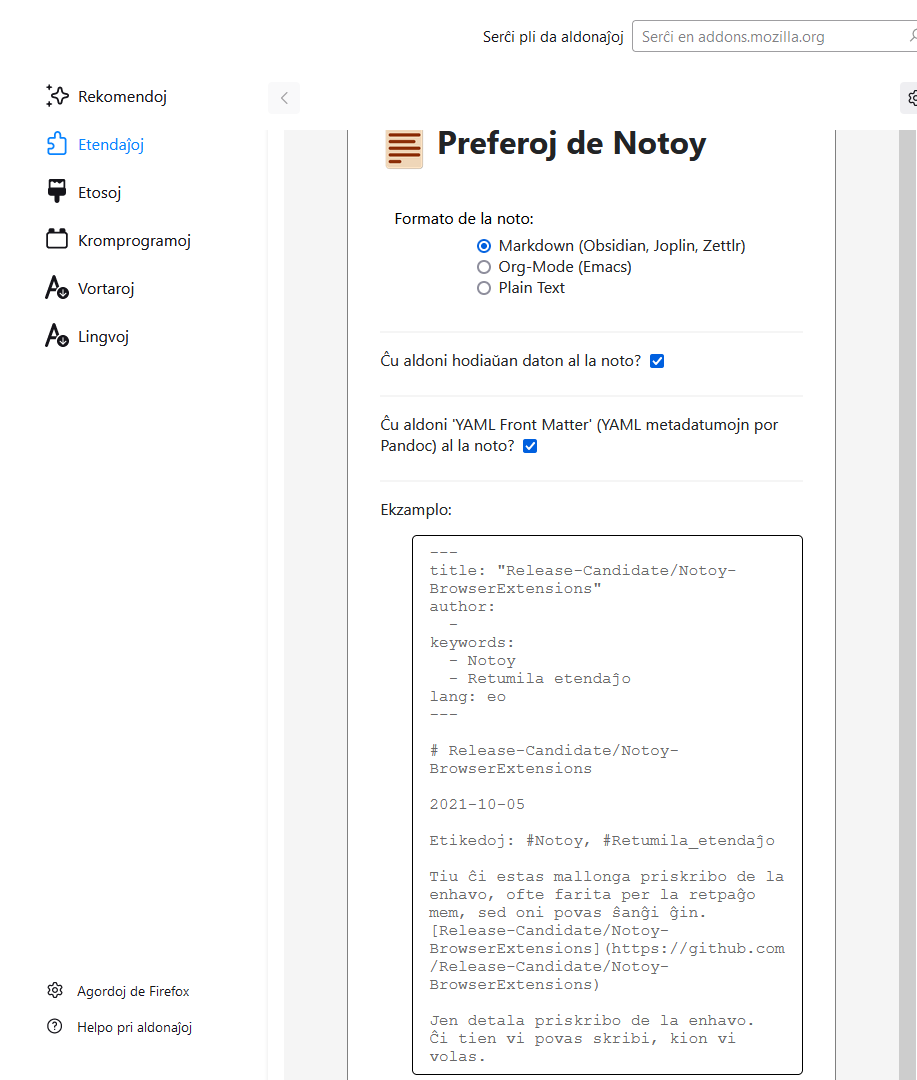 Serĉi pli da aldonaĵoj
Serĉi en addons.mozilla.org
Rekomendoj
Etendaĵoj
Etosoj
Kromprogramoj
Vortaroj
Lingvoj
Agordoj de Firefox
Helpo pri aldonaĵoj
Preferoj de Notoy
Formato de la noto:
Markdown (Obsidian, Joplin, Zettlr)
Org-Mode (Emacs)
Plain Text
Ĉu aldoni hodiaŭan daton al la noto?
Ĉu aldoni 'YAML Front Matter' (YAML metadatumojn por
Pandoc) al la noto?
Ekzamplo:
---
title: "Release-Candidate/Notoy-
BrowserExtensions"
author:
  -
keywords:
  - Notoy
  - Retumila etendaĵo
lang: eo
---
# Release-Candidate/Notoy-
BrowserExtensions
2021-10-05
Etikedoj: #Notoy, #Retumila_etendaĵo
Tiu ĉi estas mallonga priskribo de la
enhavo, ofte farita per la retpaĝo
mem, sed oni povas ŝanĝi ĝin.
[Release-Candidate/Notoy-
BrowserExtensions](https://github.com
/Release-Candidate/Notoy-
BrowserExtensions)
Jen detala priskribo de la enhavo.
Ĉi tien vi povas skribi, kion vi
volas.